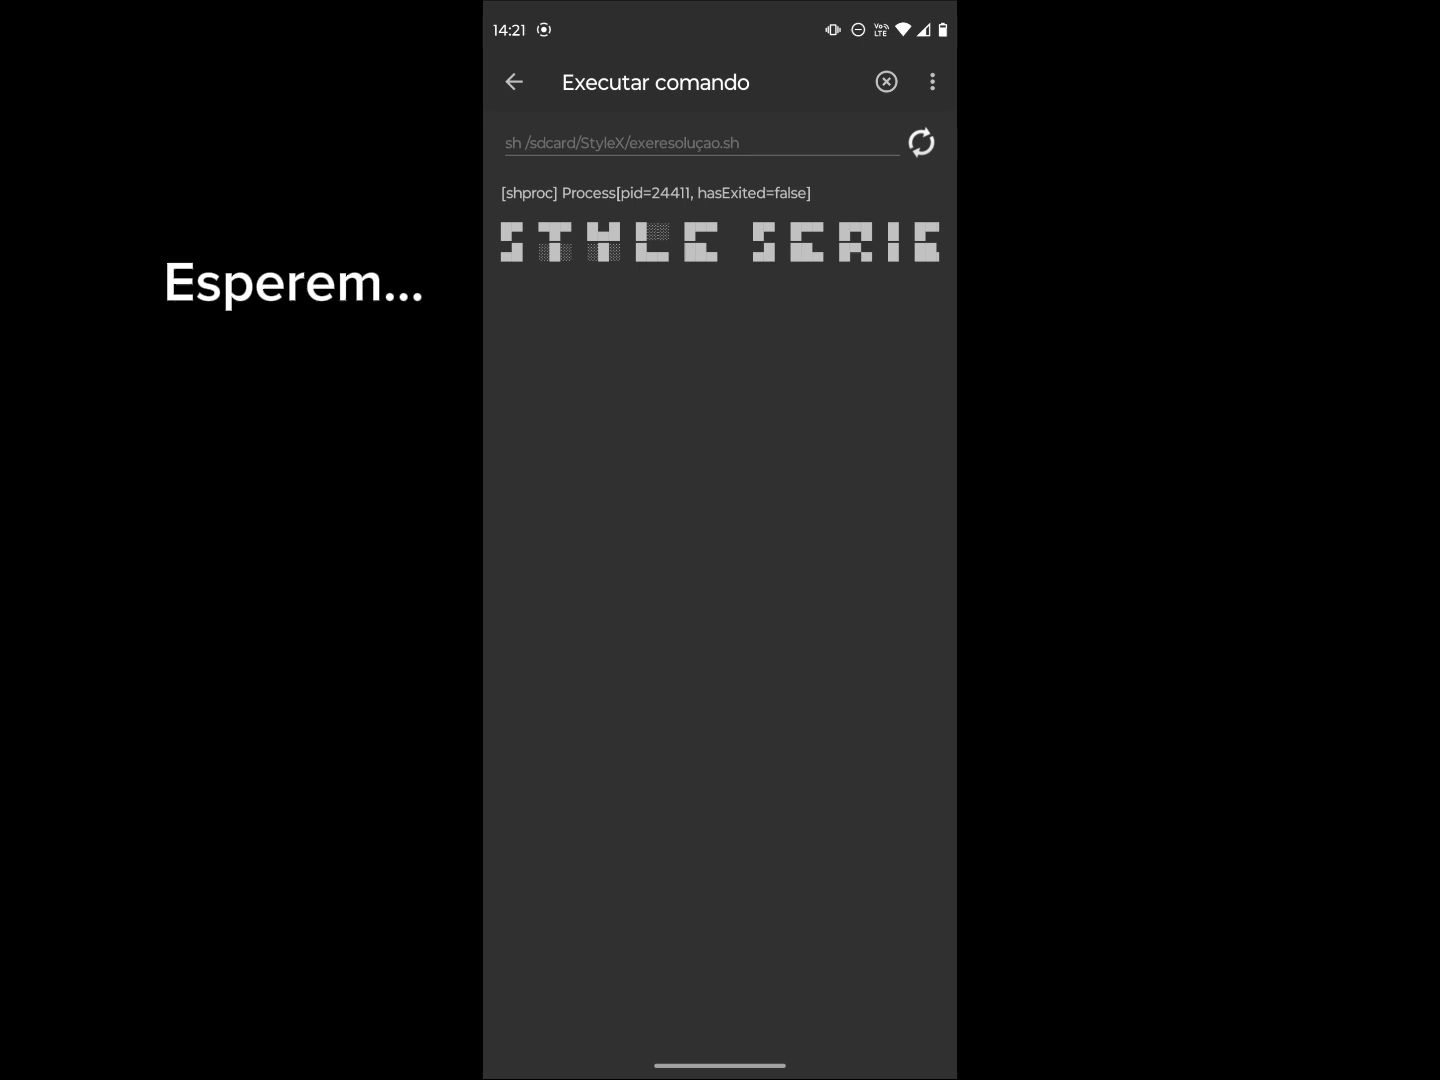 14:21
Executar comando
sh /sdcard/StyleX/exeresoluçao.sh
[shproc] Process[pid=24411, hasExited=false]
STYLE SERIE
Esperem...